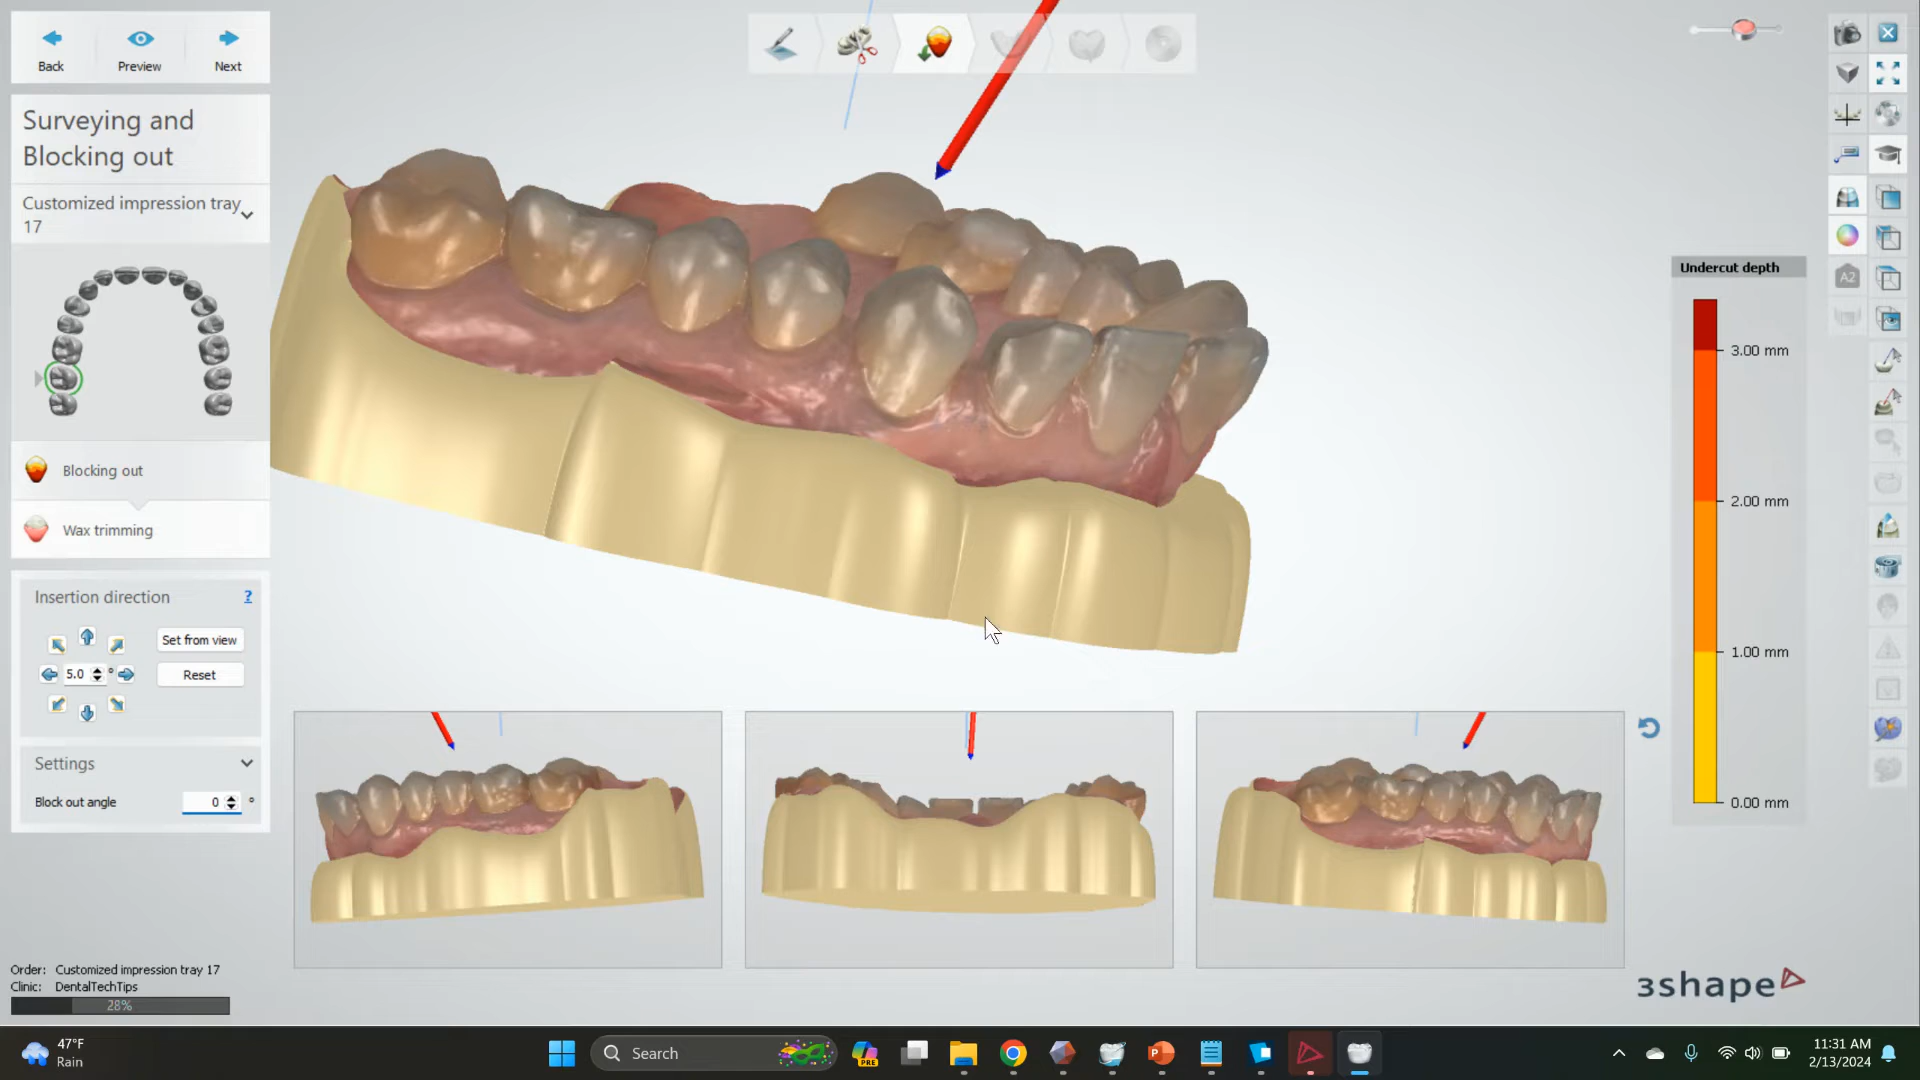 Back
Preview
Next
Surveying and
Blocking out
Customized impression tray
17
Blocking out
Wax trimming
Insertion direction
?
Set from view
5.0 °
Reset
Settings
Block out angle
0 °
Order: Customized impression tray 17
Clinic: DentalTechTips
28%
A2
Undercut depth
3.00 mm
2.00 mm
1.00 mm
0.00 mm
3shape
47°F
Rain
Search
PRE
11:31 AM
2/13/2024